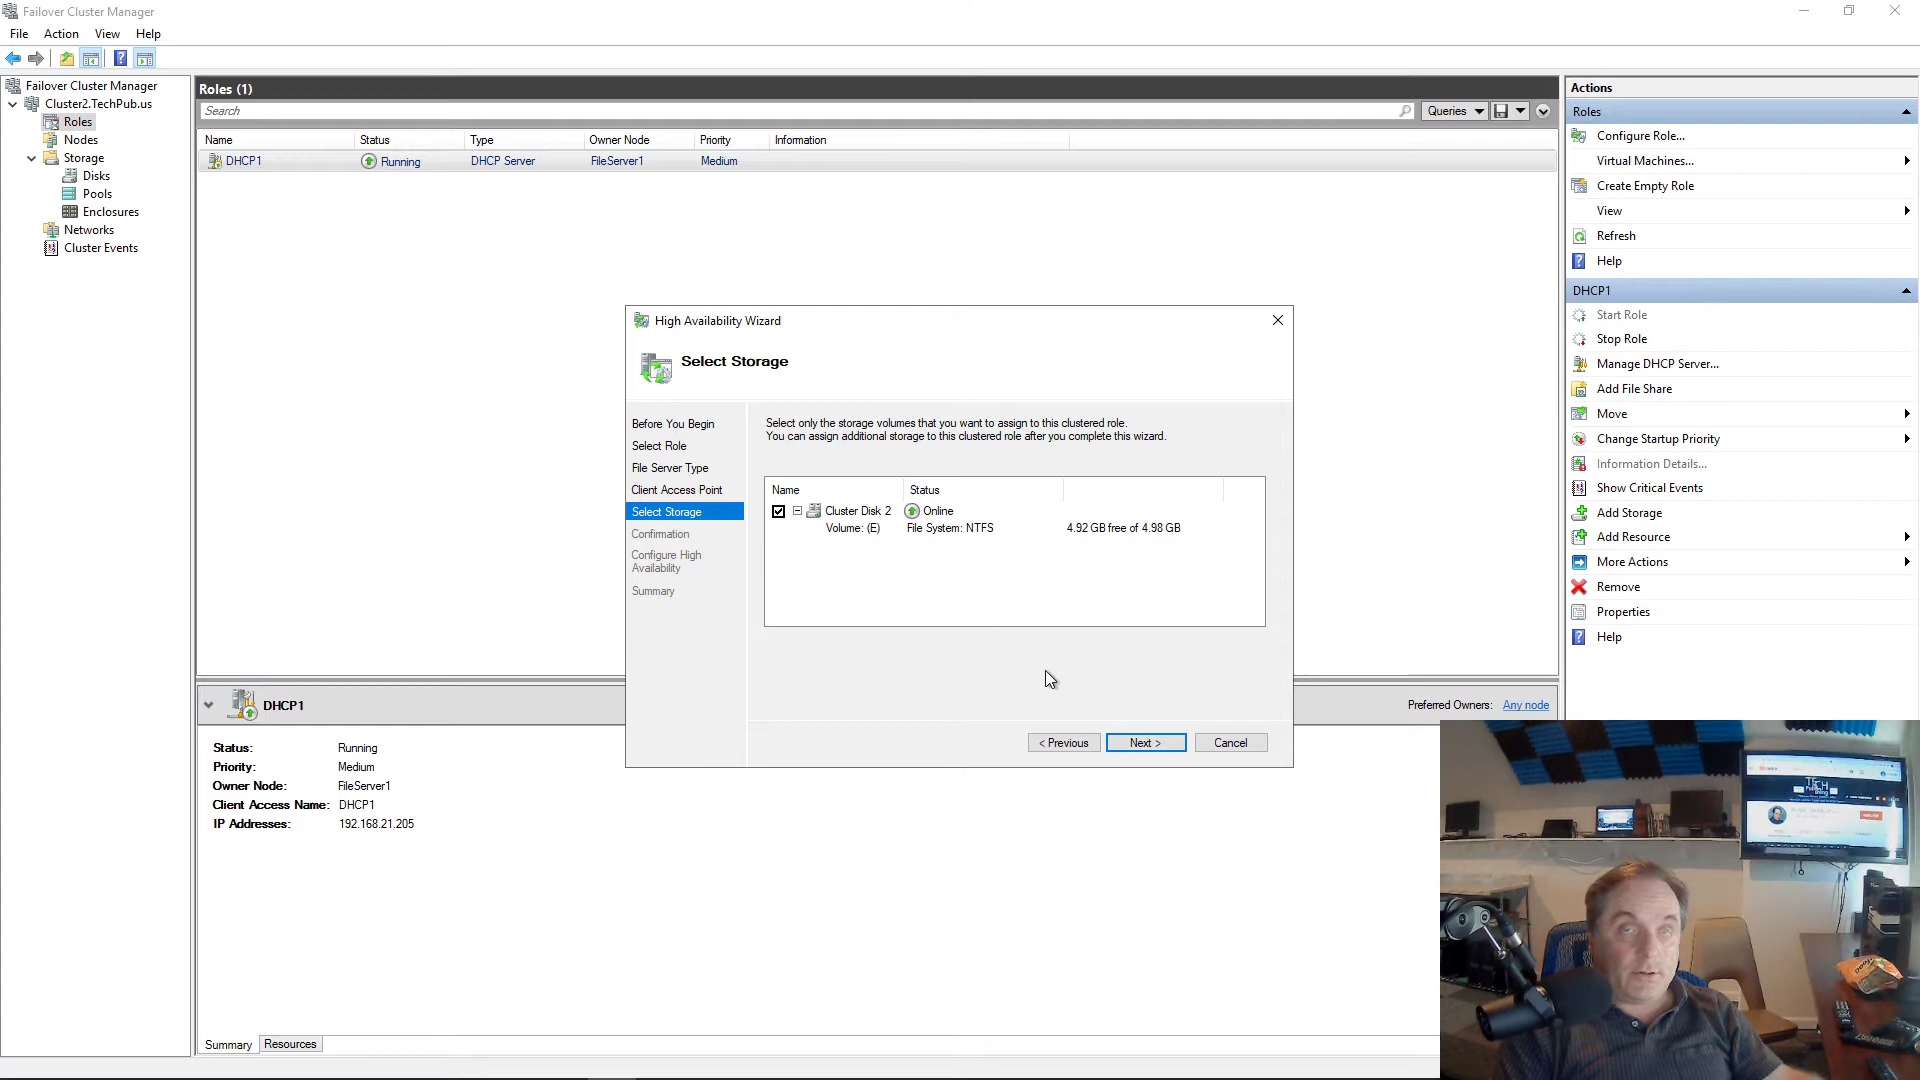 Failover Cluster Manager
File Action View Help
Failover Cluster Manager
Cluster2.TechPub.us
Roles
Nodes
Storage
Disks
Pools
Enclosures
Networks
Cluster Events
Roles (1)
Search
Queries
Name Status Type Owner Node Priority Information
DHCP1 Running DHCP Server FileServer1 Medium
High Availability Wizard
Select Storage
Before You Begin
Select Role
File Server Type
Client Access Point
Select Storage
Confirmation
Configure High
Availability
Summary
Select only the storage volumes that you want to assign to this clustered role.
You can assign additional storage to this clustered role after you complete this wizard.
Name Status
Cluster Disk 2 Online
Volume: (E) File System: NTFS 4.92 GB free of 4.98 GB
< Previous Next > Cancel
DHCP1
Preferred Owners: Any node
Status: Running
Priority: Medium
Owner Node: FileServer1
Client Access Name: DHCP1
IP Addresses: 192.168.21.205
Summary Resources
Actions
Roles
Configure Role...
Virtual Machines...
Create Empty Role
View
Refresh
Help
DHCP1
Start Role
Stop Role
Manage DHCP Server...
Add File Share
Move
Change Startup Priority
Information Details...
Show Critical Events
Add Storage
Add Resource
More Actions
Remove
Properties
Help